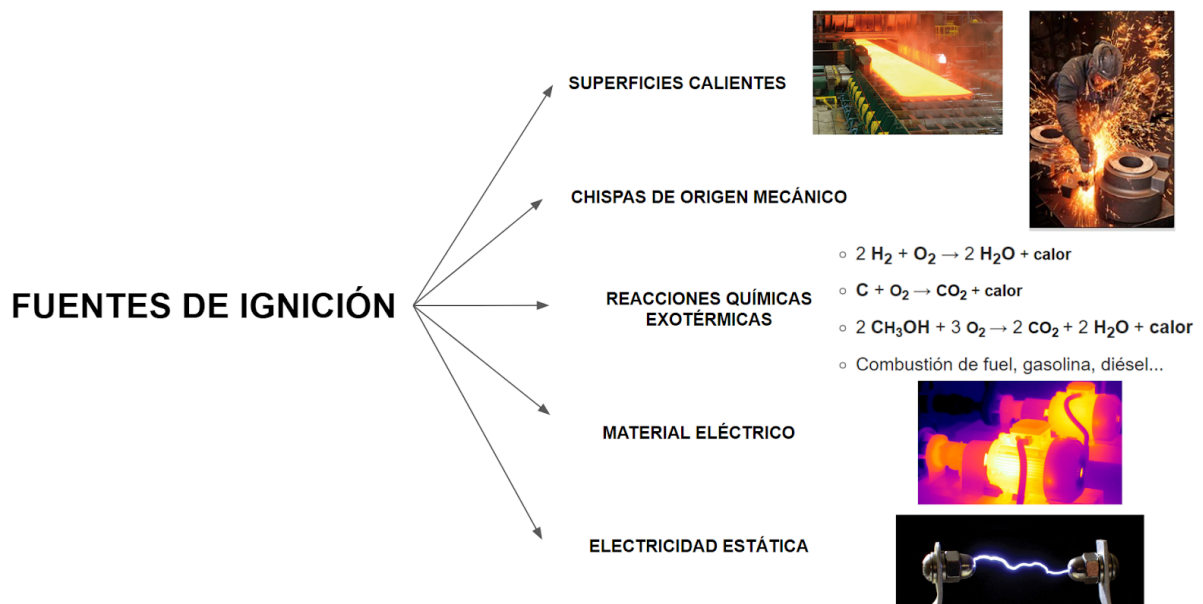 FUENTES DE IGNICIÓN
SUPERFICIES CALIENTES
CHISPAS DE ORIGEN MECÁNICO
REACCIONES QUÍMICAS
EXOTÉRMICAS
2 H₂ + O₂ → 2 H₂O + calor
C + O₂ → CO₂ + calor
2 CH₃OH + 3 O₂ → 2 CO₂ + 2 H₂O + calor
Combustión de fuel, gasolina, diésel...
MATERIAL ELÉCTRICO
ELECTRICIDAD ESTÁTICA